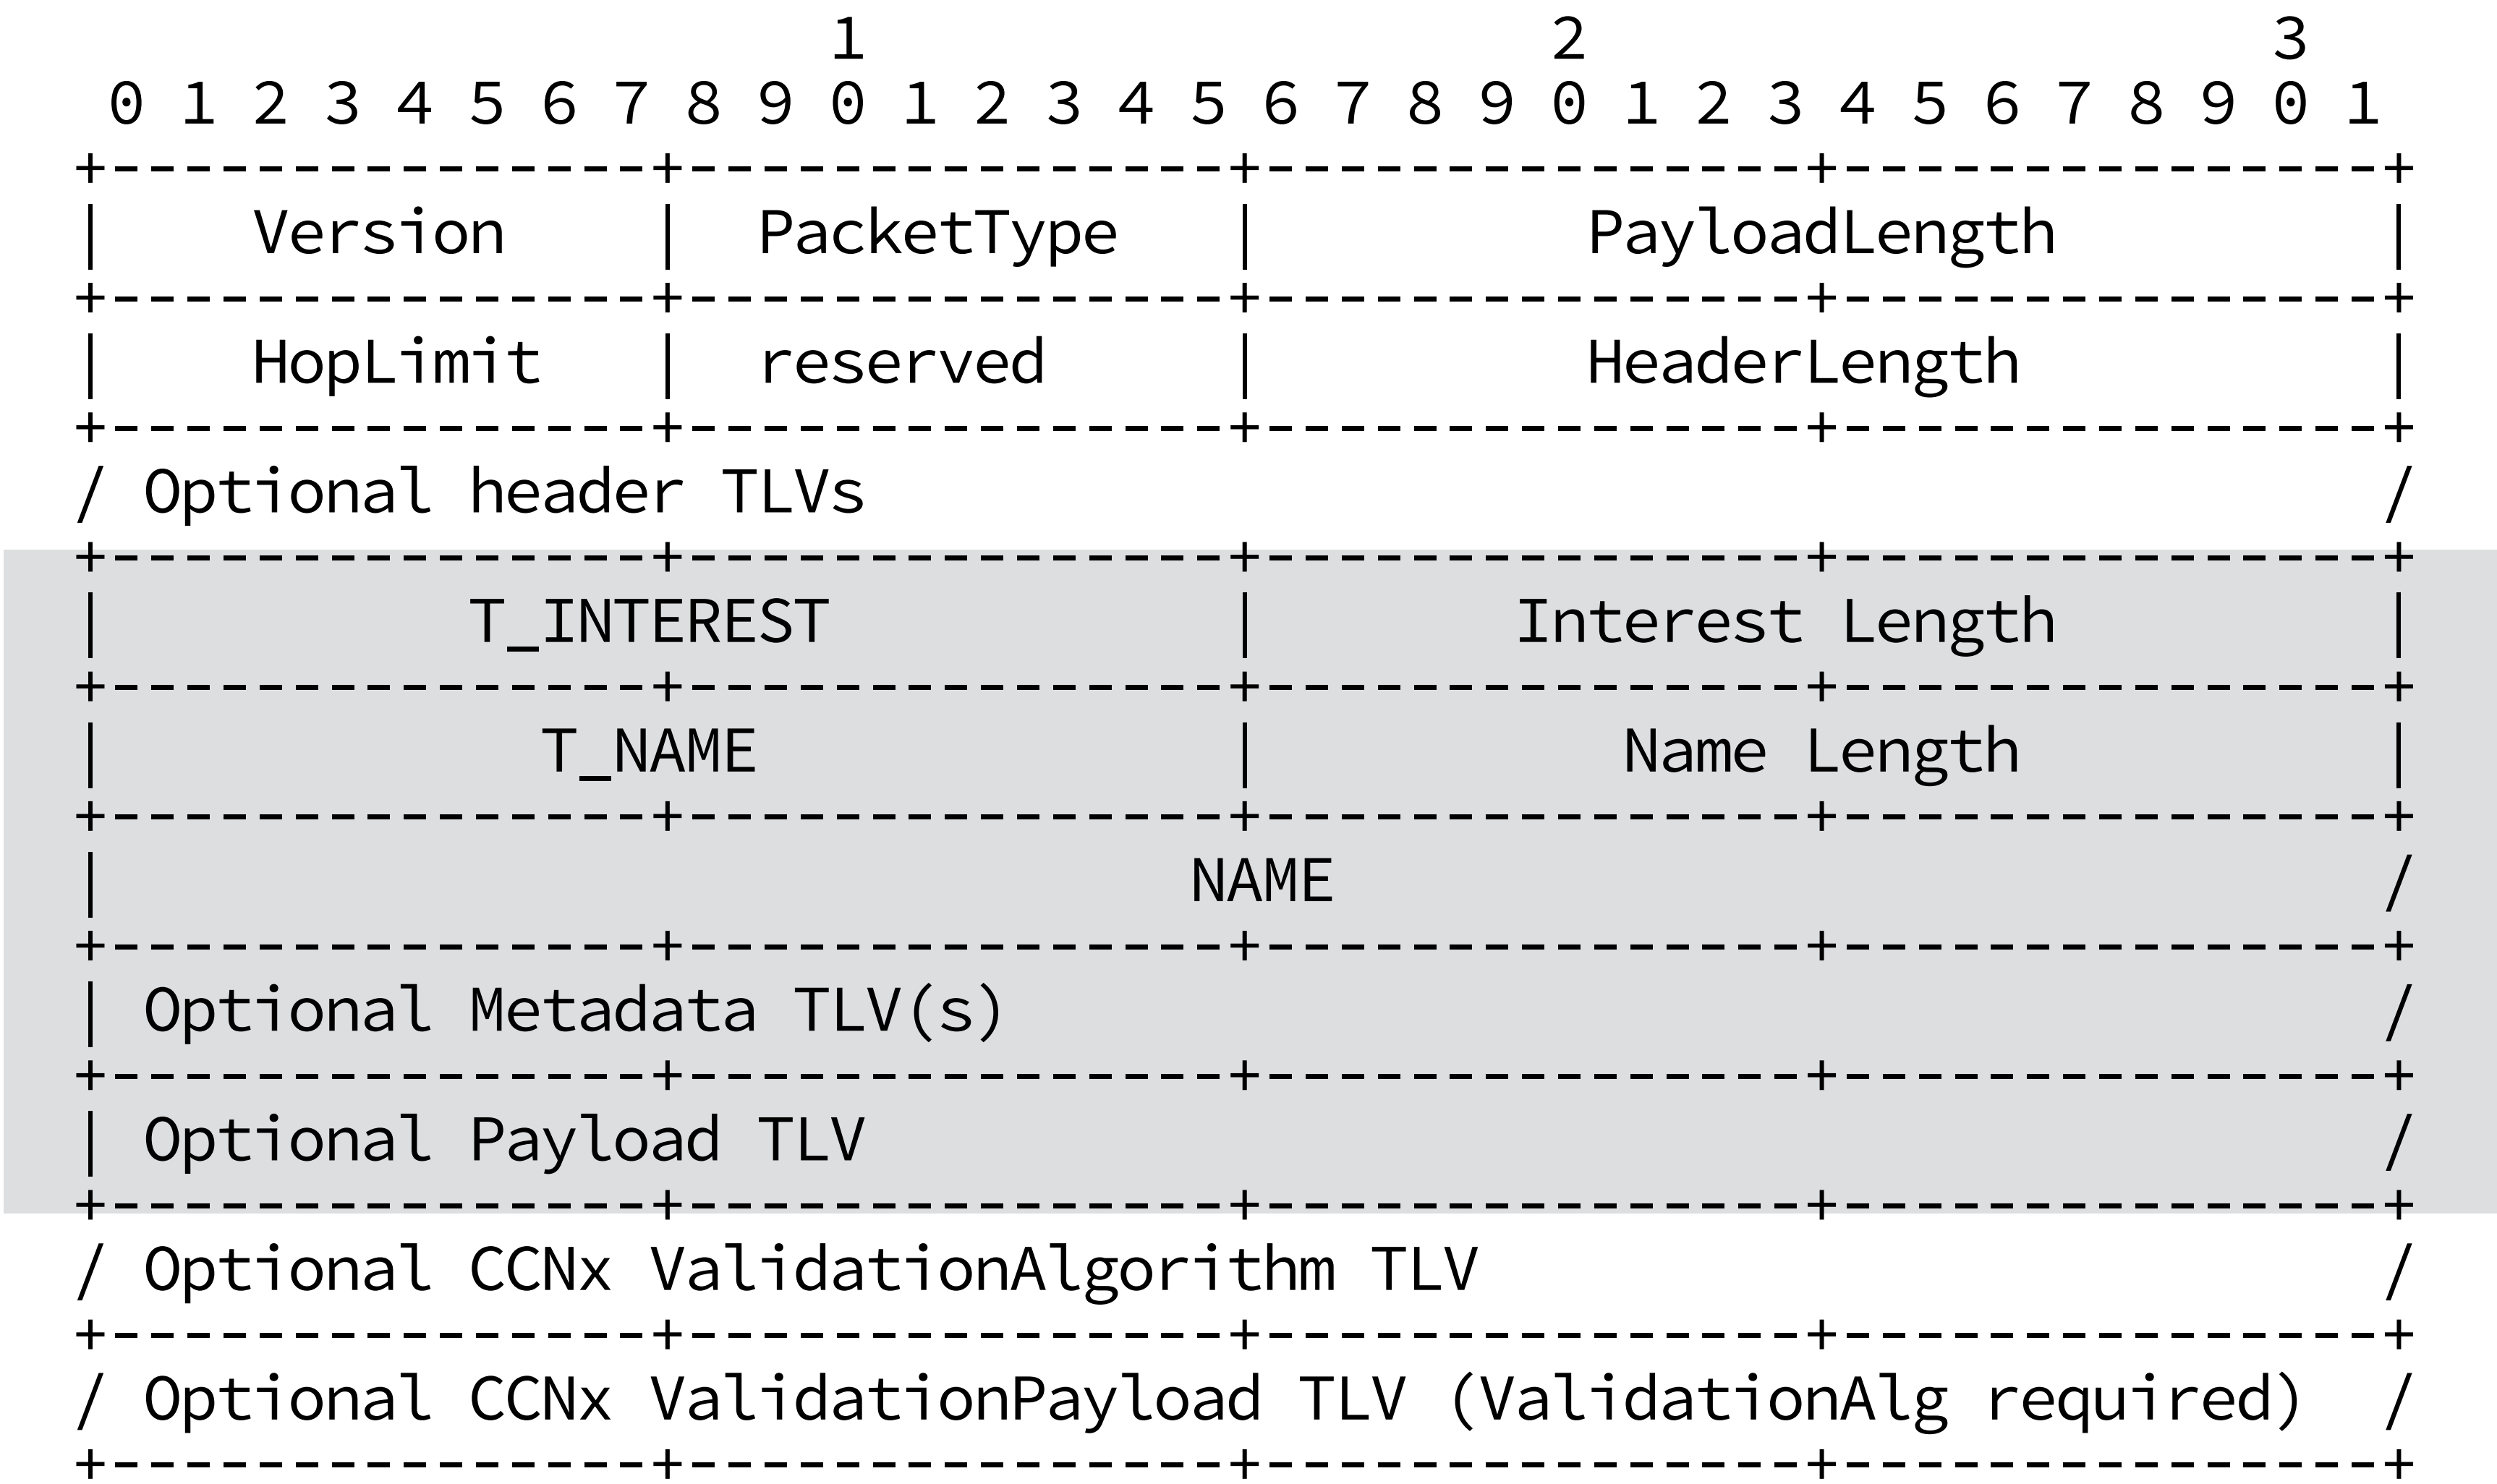 1                   2                   3
 0 1 2 3 4 5 6 7 8 9 0 1 2 3 4 5 6 7 8 9 0 1 2 3 4 5 6 7 8 9 0 1
+---------------+---------------+---------------+---------------+
|    Version    |  PacketType   |         PayloadLength         |
+---------------+---------------+---------------+---------------+
|    HopLimit   |  reserved     |         HeaderLength          |
+---------------+---------------+---------------+---------------+
/ Optional header TLVs                                          /
+---------------+---------------+---------------+---------------+
|          T_INTEREST           |       Interest Length         |
+---------------+---------------+---------------+---------------+
|            T_NAME             |          Name Length          |
+---------------+---------------+---------------+---------------+
|                              NAME                             /
+---------------+---------------+---------------+---------------+
| Optional Metadata TLV(s)                                      /
+---------------+---------------+---------------+---------------+
| Optional Payload TLV                                          /
+---------------+---------------+---------------+---------------+
/ Optional CCNx ValidationAlgorithm TLV                         /
+---------------+---------------+---------------+---------------+
/ Optional CCNx ValidationPayload TLV (ValidationAlg required)  /
+---------------+---------------+---------------+---------------+